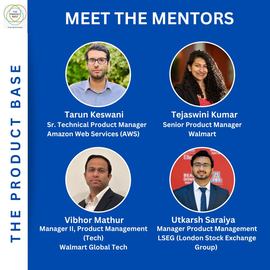 MEET THE MENTORS
THE PRODUCT BASE
Tarun Keswani
Sr. Technical Product Manager
Amazon Web Services (AWS)
Tejaswini Kumar
Senior Product Manager
Walmart
Vibhor Mathur
Manager II, Product Management
(Tech)
Walmart Global Tech
Utkarsh Saraiya
Manager Product Management
LSEG (London Stock Exchange
Group)